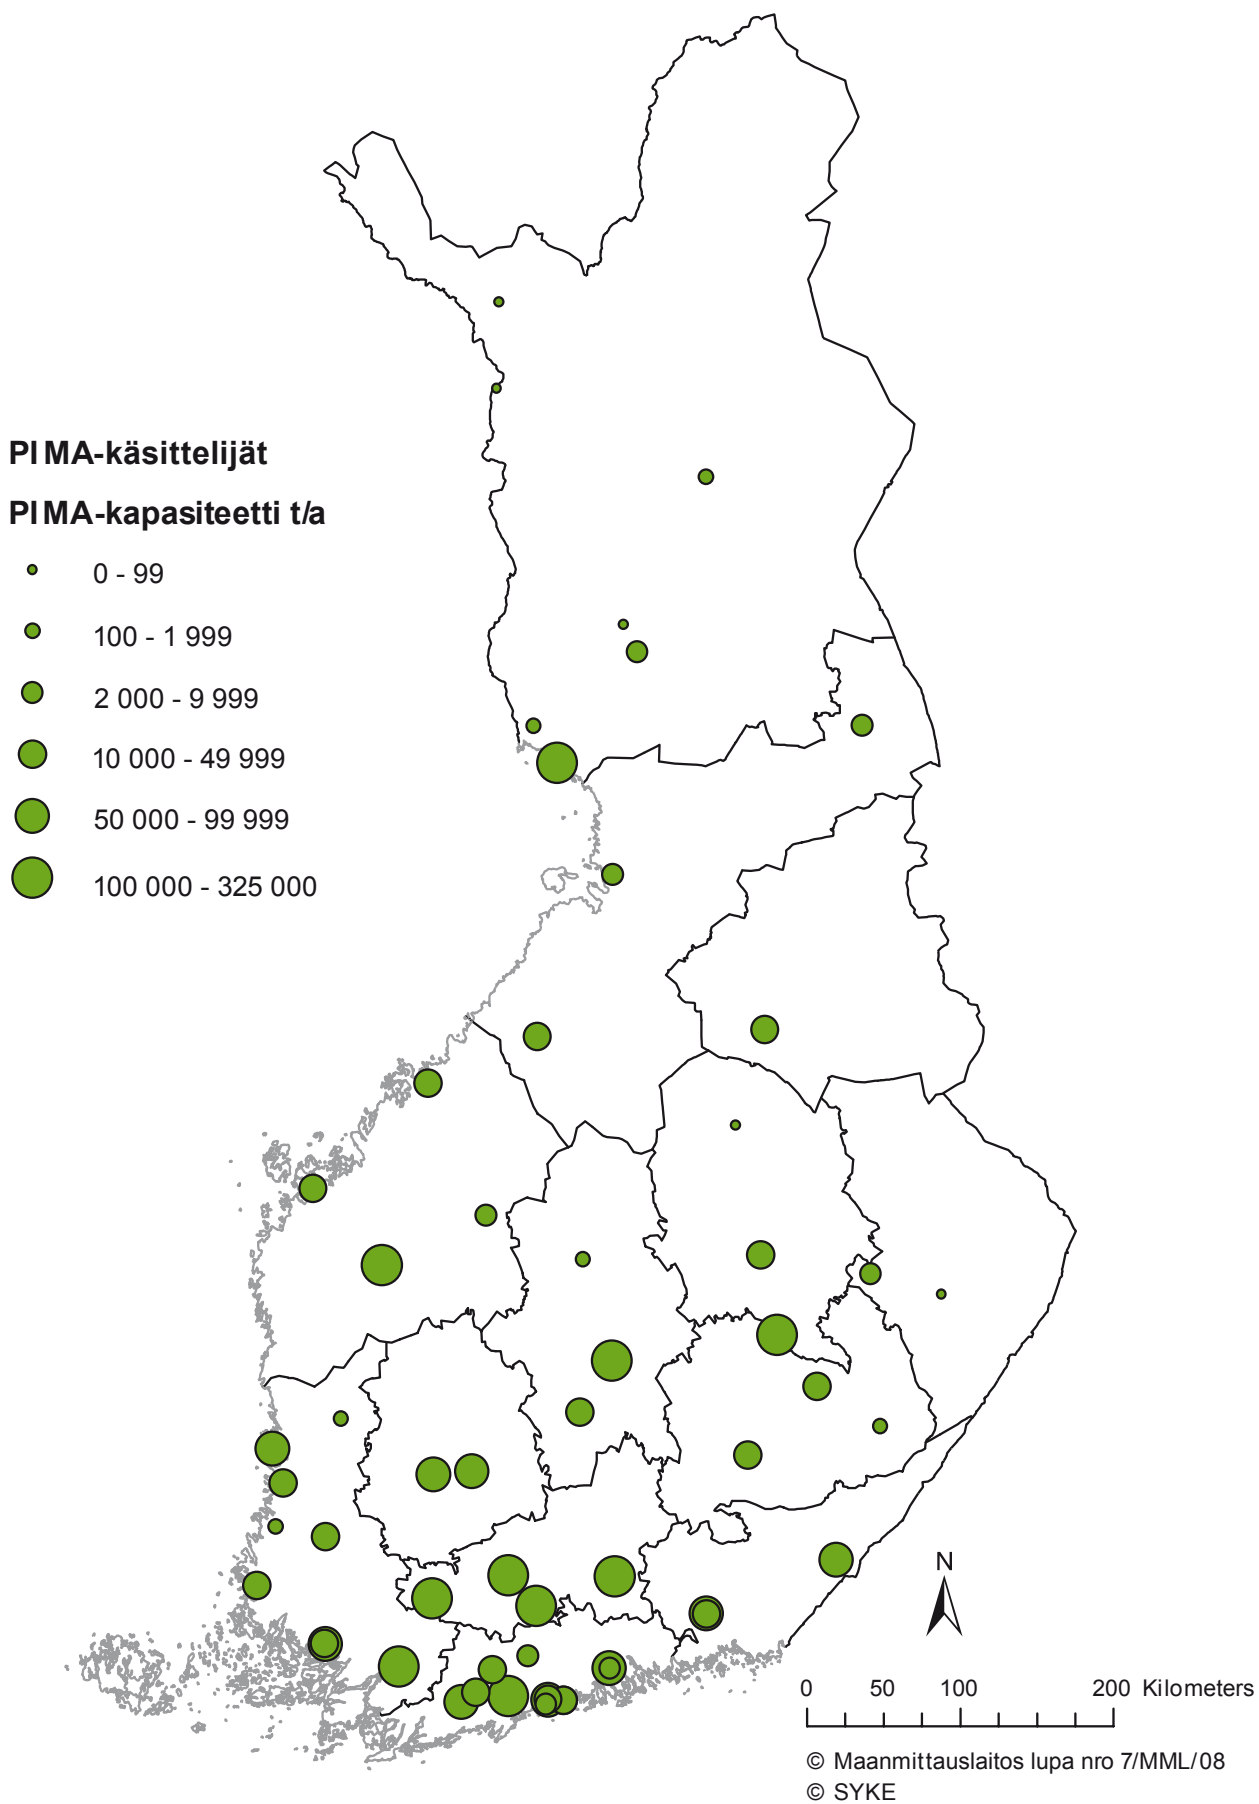 PIMA-käsittelijät
PIMA-kapasiteetti t/a
0 - 99
100 - 1 999
2 000 - 9 999
10 000 - 49 999
50 000 - 99 999
100 000 - 325 000
N
0 50 100 200 Kilometers
© Maanmittauslaitos lupa nro 7/MML/08
© SYKE